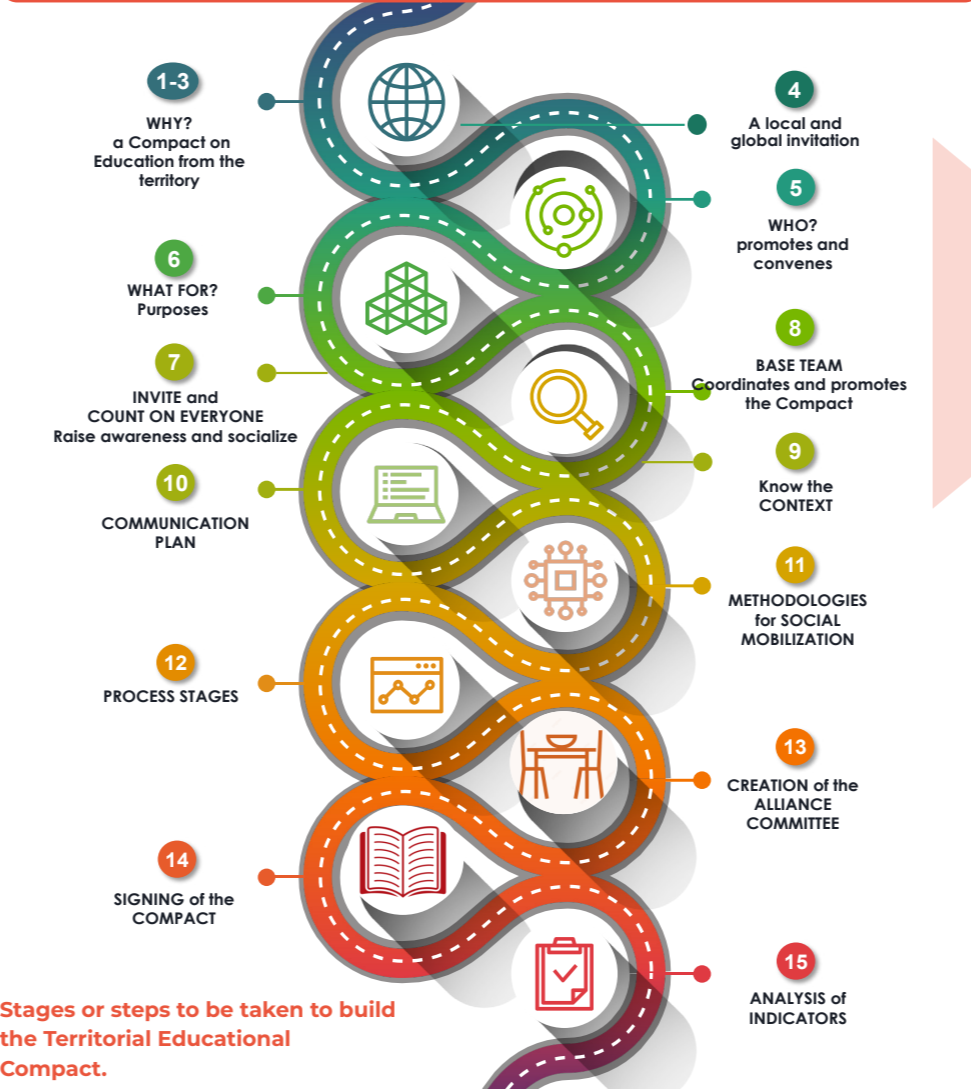 1-3
WHY?
a Compact on
Education from the
territory
4
A local and
global invitation
5
WHO?
promotes and
convenes
6
WHAT FOR?
Purposes
7
INVITE and
COUNT ON EVERYONE
Raise awareness and socialize
8
BASE TEAM
Coordinates and promotes
the Compact
9
Know the
CONTEXT
10
COMMUNICATION
PLAN
11
METHODOLOGIES
for SOCIAL
MOBILIZATION
12
PROCESS STAGES
13
CREATION of the
ALLIANCE
COMMITTEE
14
SIGNING of the
COMPACT
15
ANALYSIS of
INDICATORS
Stages or steps to be taken to build
the Territorial Educational
Compact.